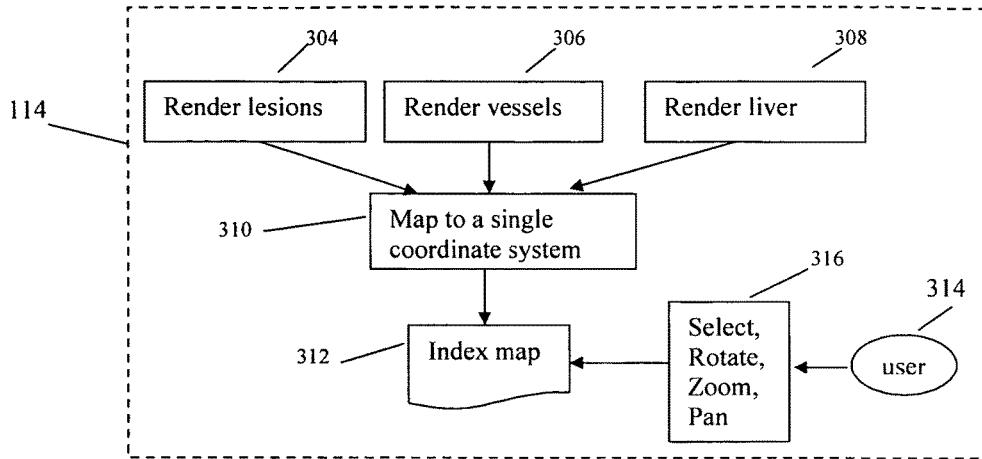 304
306
308
114
Render lesions
Render vessels
Render liver
310
Map to a single
coordinate system
316
314
312
Index map
Select,
Rotate,
Zoom,
Pan
user